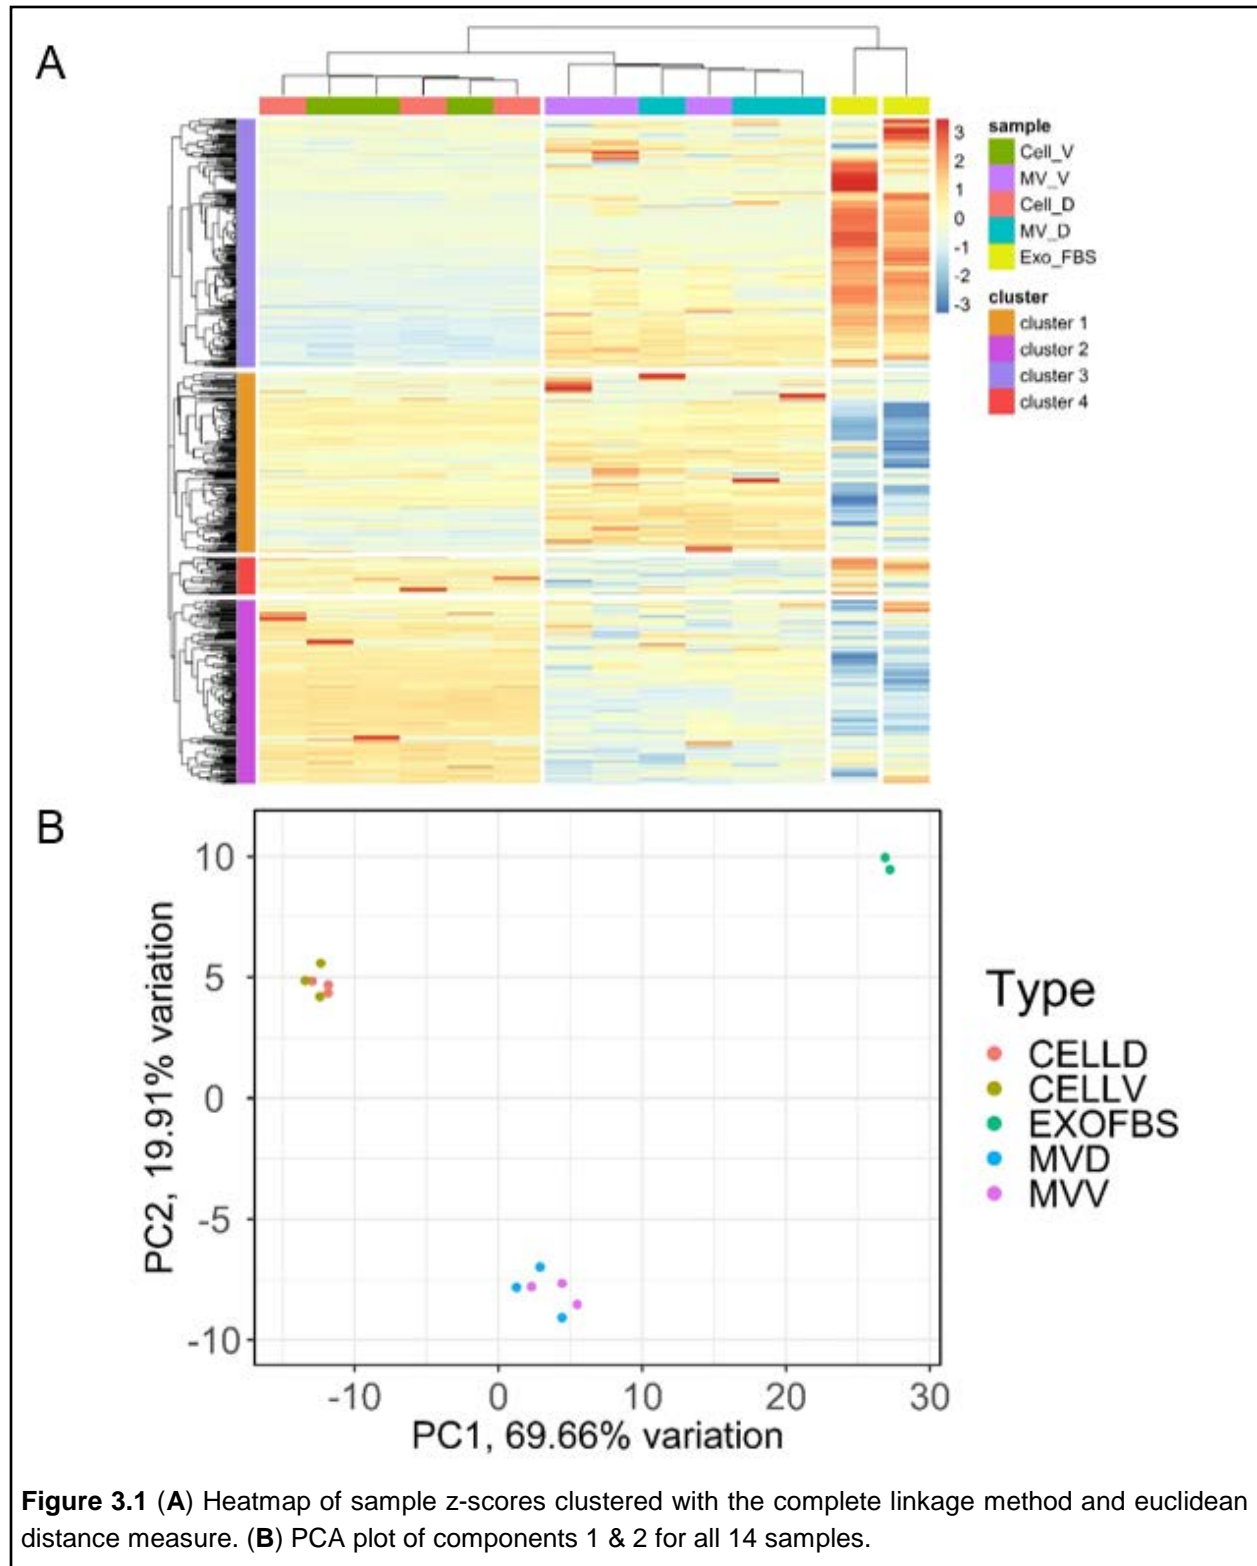 A
3
2
1
0
-1
-2
-3
sample
Cell_V
MV_V
Cell_D
MV_D
Exo_FBS
cluster
cluster 1
cluster 2
cluster 3
cluster 4
B
10
5
0
-5
-10
PC2, 19.91% variation
-10 0 10 20 30
PC1, 69.66% variation
Type
CELLD
CELLV
EXOFBS
MVD
MVV
Figure 3.1 (A) Heatmap of sample z-scores clustered with the complete linkage method and euclidean
distance measure. (B) PCA plot of components 1 & 2 for all 14 samples.